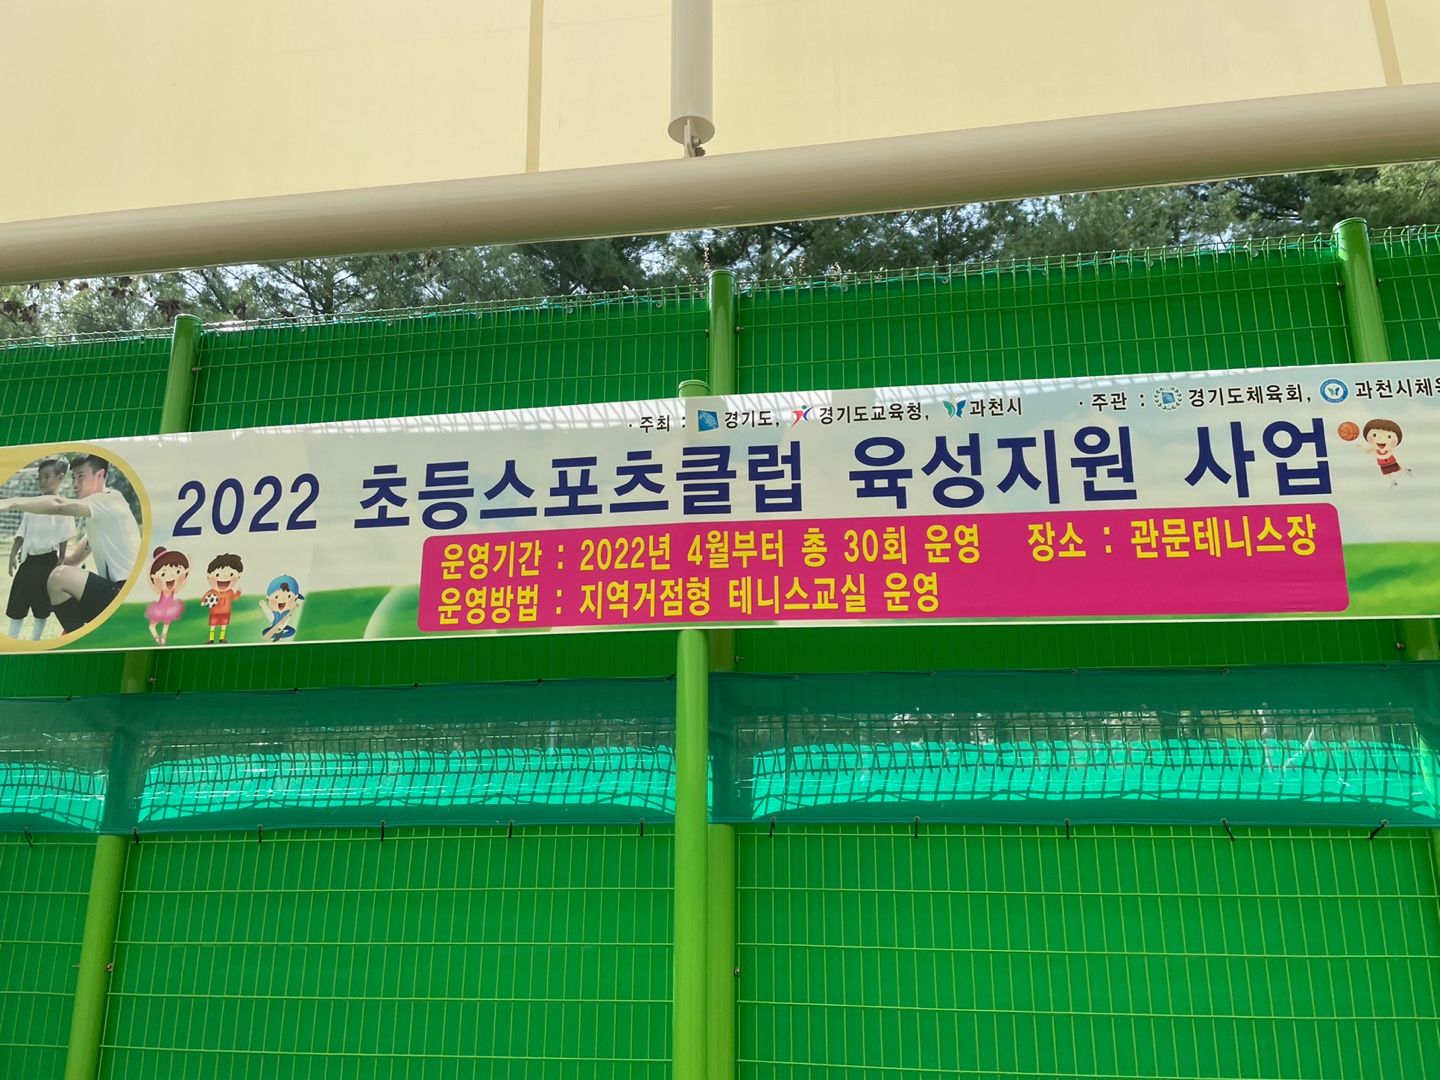 · 주최 : 경기도, 경기도교육청, 과천시 · 주관 : 경기도체육회, 과천시체육
2022 초등스포츠클럽 육성지원 사업
운영기간 : 2022년 4월부터 총 30회 운영 장소 : 관문테니스장
운영방법 : 지역거점형 테니스교실 운영